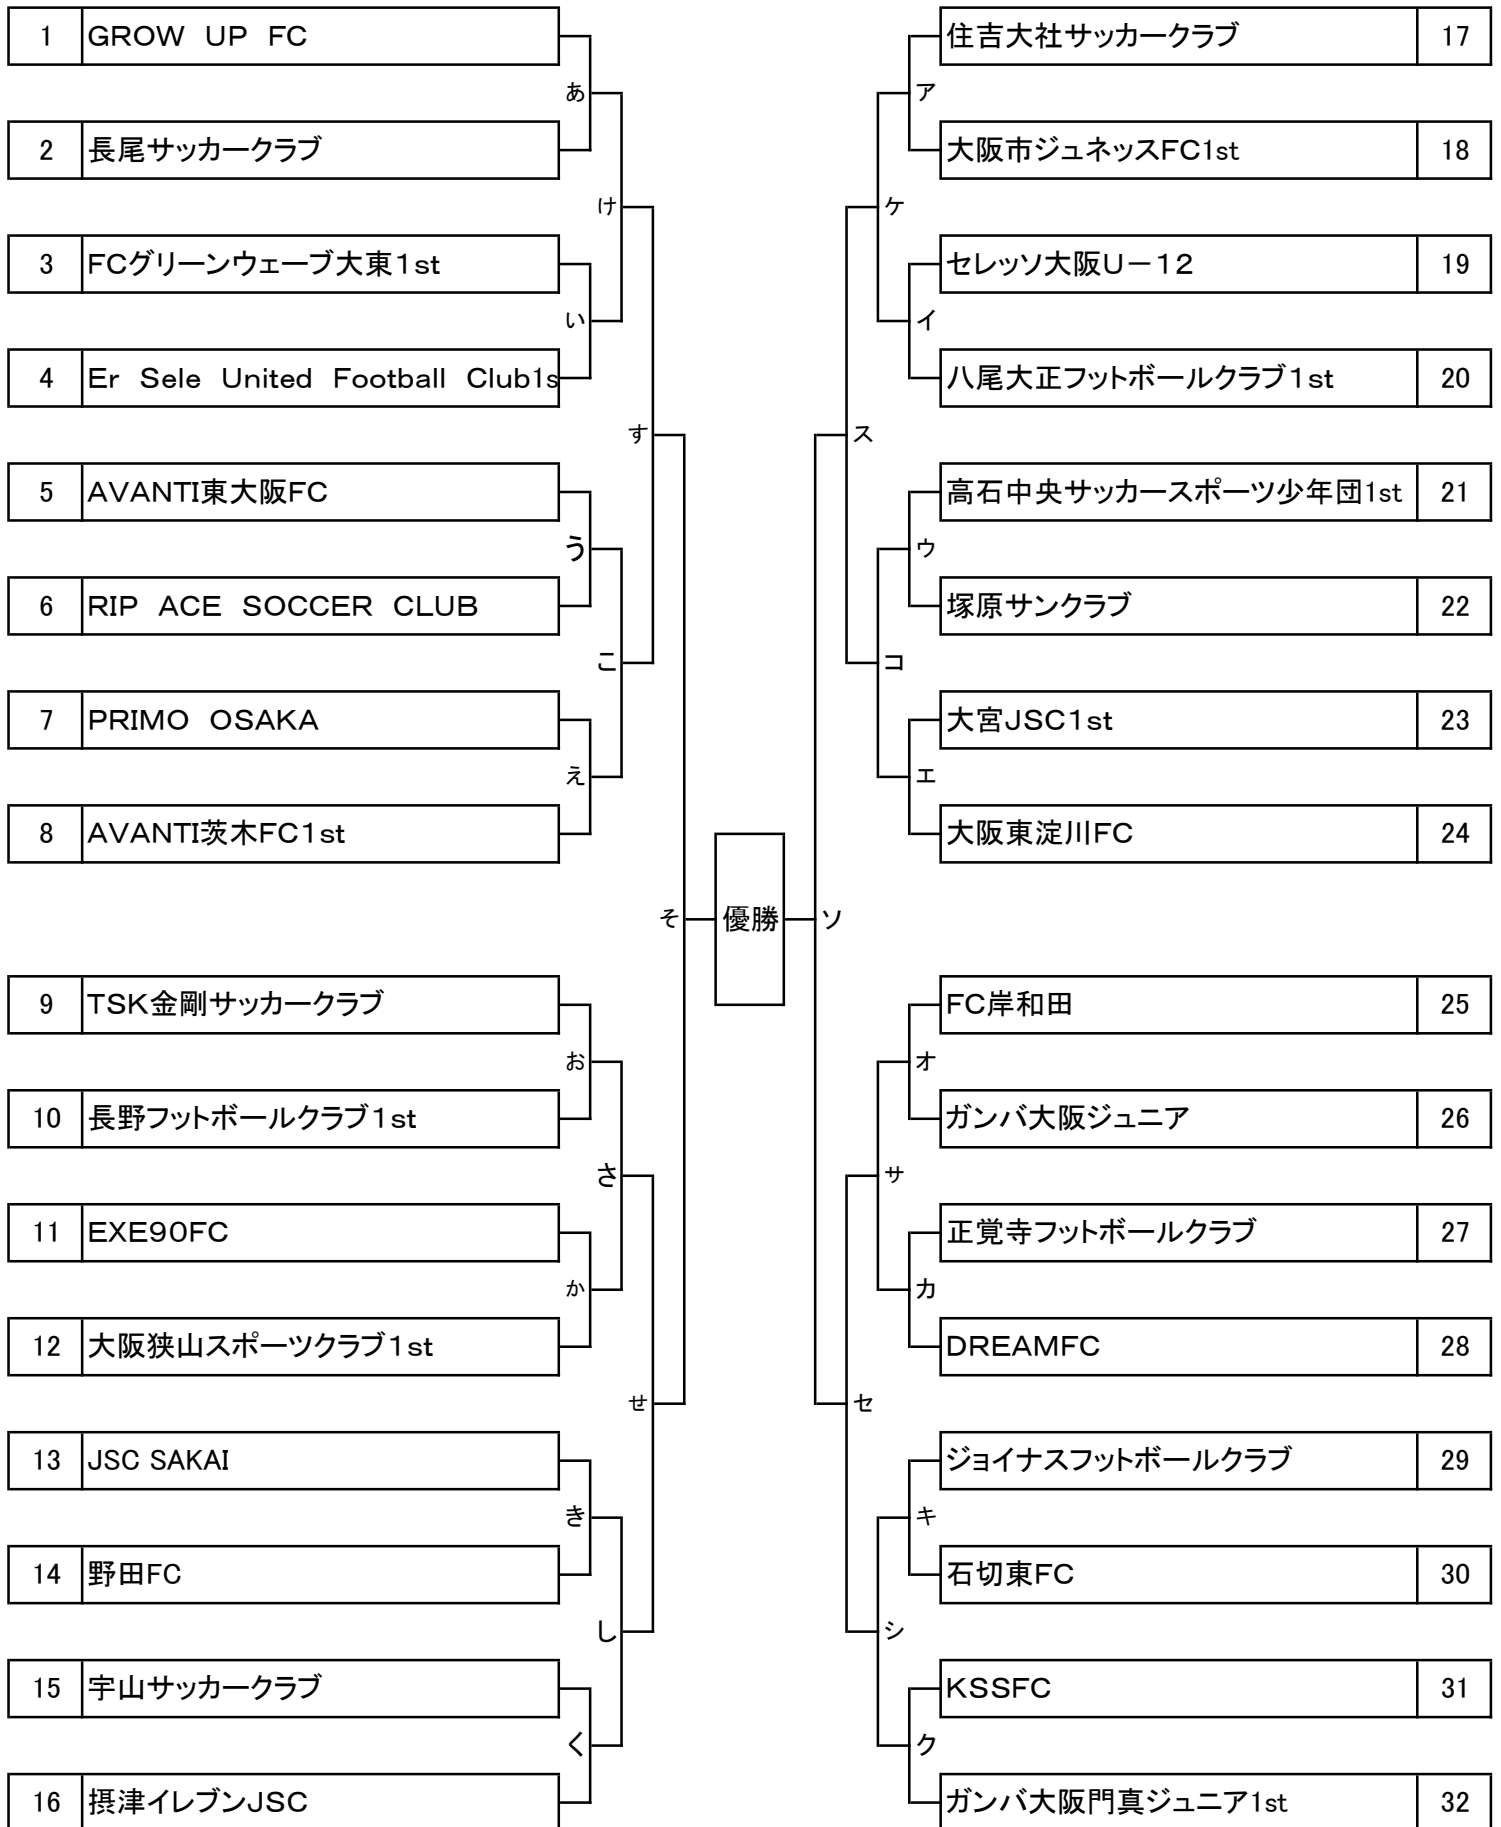 1 GROW UP FC
あ
2 長尾サッカークラブ
け
3 FCグリーンウェーブ大東1st
い
4 Er Sele United Football Club1s
す
5 AVANTI東大阪FC
う
6 RIP ACE SOCCER CLUB
こ
7 PRIMO OSAKA
え
8 AVANTI茨木FC1st
そ
9 TSK金剛サッカークラブ
お
10 長野フットボールクラブ1st
さ
11 EXE90FC
か
12 大阪狭山スポーツクラブ1st
せ
13 JSC SAKAI
き
14 野田FC
し
15 宇山サッカークラブ
く
16 摂津イレブンJSC
優勝
住吉大社サッカークラブ 17
ア
大阪市ジュネッスFC1st 18
ケ
セレッソ大阪U-12 19
イ
八尾大正フットボールクラブ1st 20
ス
高石中央サッカースポーツ少年団1st 21
ウ
塚原サンクラブ 22
コ
大宮JSC1st 23
エ
大阪東淀川FC 24
ソ
FC岸和田 25
オ
ガンバ大阪ジュニア 26
サ
正覚寺フットボールクラブ 27
カ
DREAMFC 28
セ
ジョイナスフットボールクラブ 29
キ
石切東FC 30
シ
KSSFC 31
ク
ガンバ大阪門真ジュニア1st 32